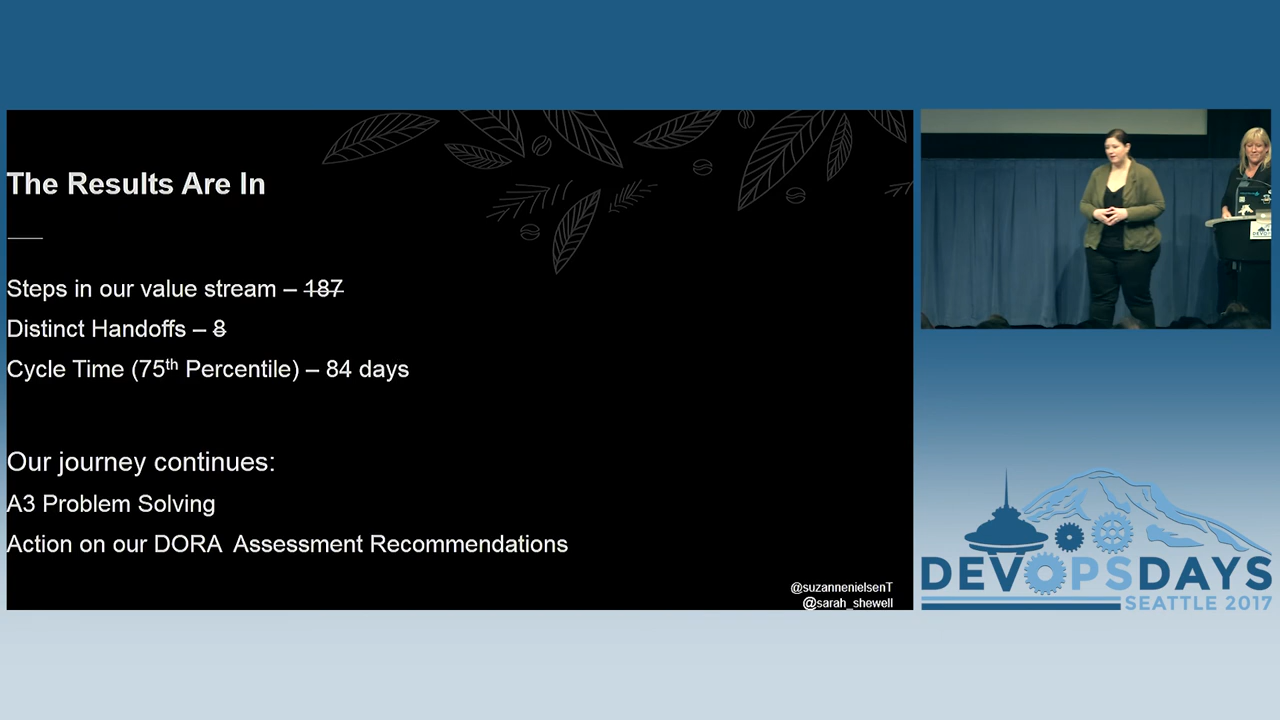 The Results Are In
Steps in our value stream – 187
Distinct Handoffs – 8
Cycle Time (75th Percentile) – 84 days
Our journey continues:
A3 Problem Solving
Action on our DORA Assessment Recommendations
@suzannenielsenT
@sarah_shewell
DEVOPSDAYS
SEATTLE 2017